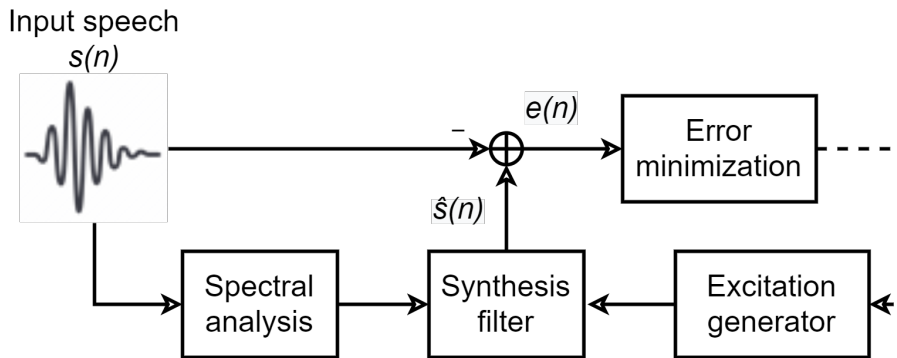 Input speech
s(n)
–
e(n)
Error
minimization
ŝ(n)
Spectral
analysis
Synthesis
filter
Excitation
generator